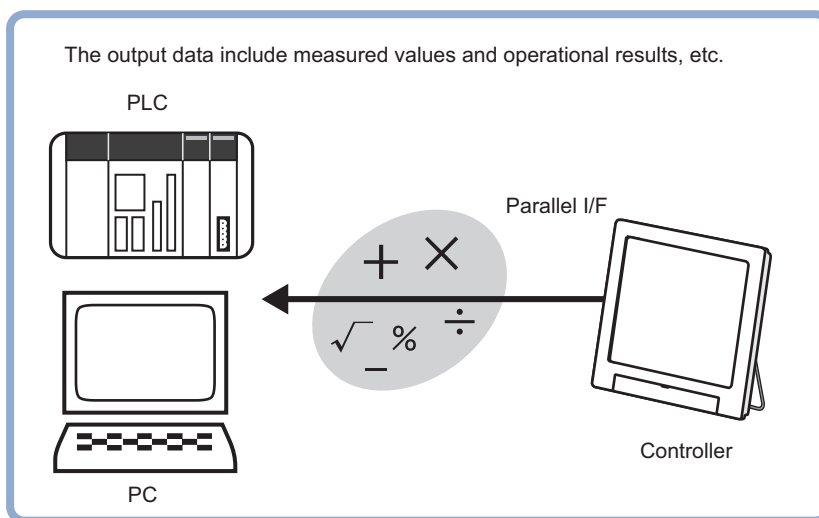 The output data include measured values and operational results, etc.
PLC
Parallel I/F
+ ×
√ % ÷
−
Controller
PC